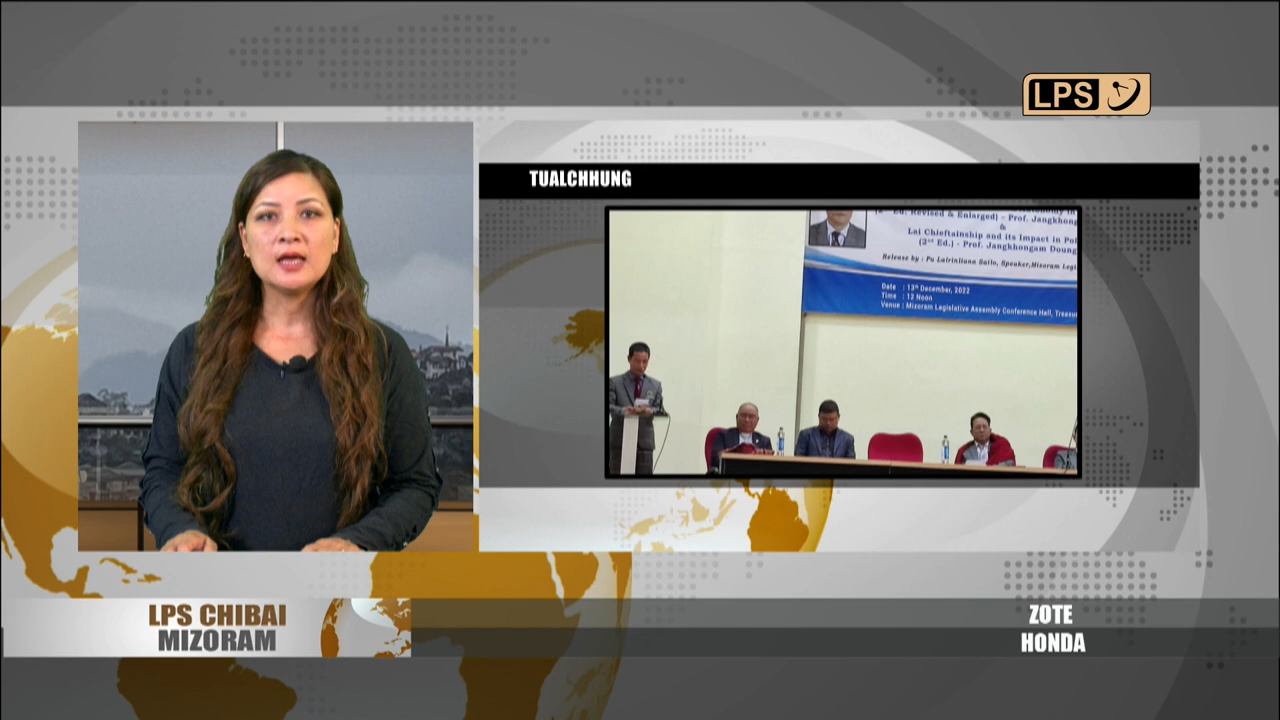 LPS
TUALCHHUNG
Ed. Revised & Enlarged) - Prof. Jangkhong
&
Lai Chieftainship and its Impact in Pol
(2nd Ed.) - Prof. Jangkhongam Doung
Release by : Pu Lalrinliana Sailo, Speaker, Mizoram Legi
Date : 13th December, 2022
Time : 12 Noon
Venue : Mizoram Legislative Assembly Conference Hall, Treasu
LPS CHIBAI
MIZORAM
ZOTE
HONDA